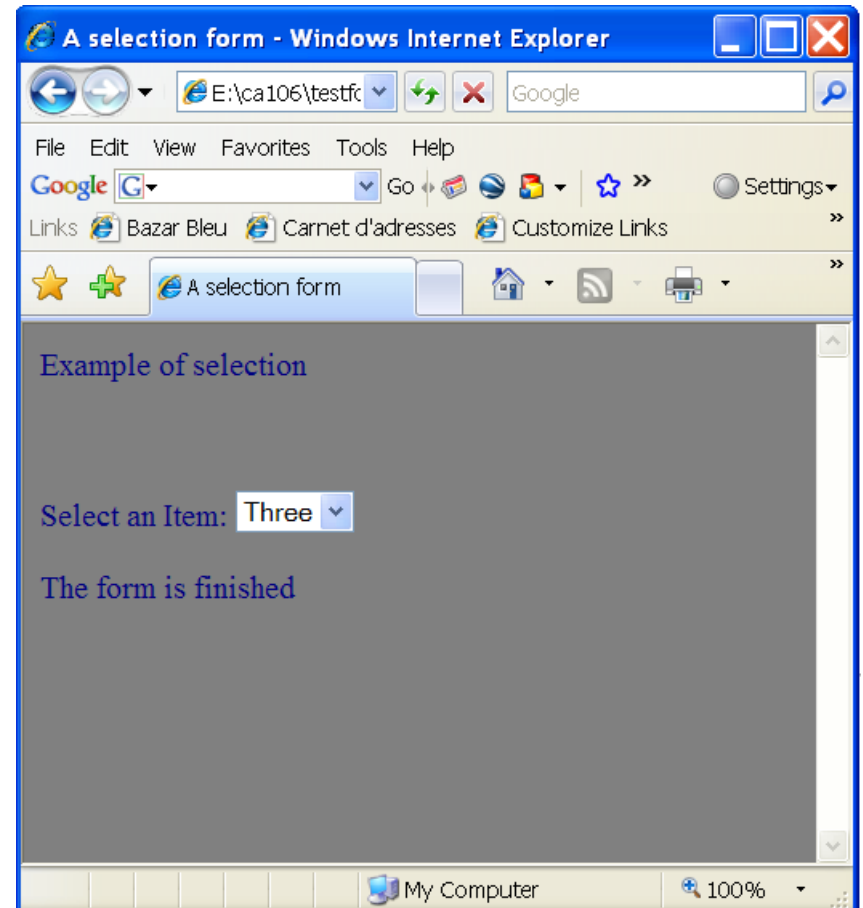 A selection form - Windows Internet Explorer
E:\ca106\testfc
Google
File Edit View Favorites Tools Help
Google G Go » Settings
Links Bazar Bleu Carnet d'adresses Customize Links »
A selection form »
Example of selection
Select an Item: Three
The form is finished
My Computer 100%